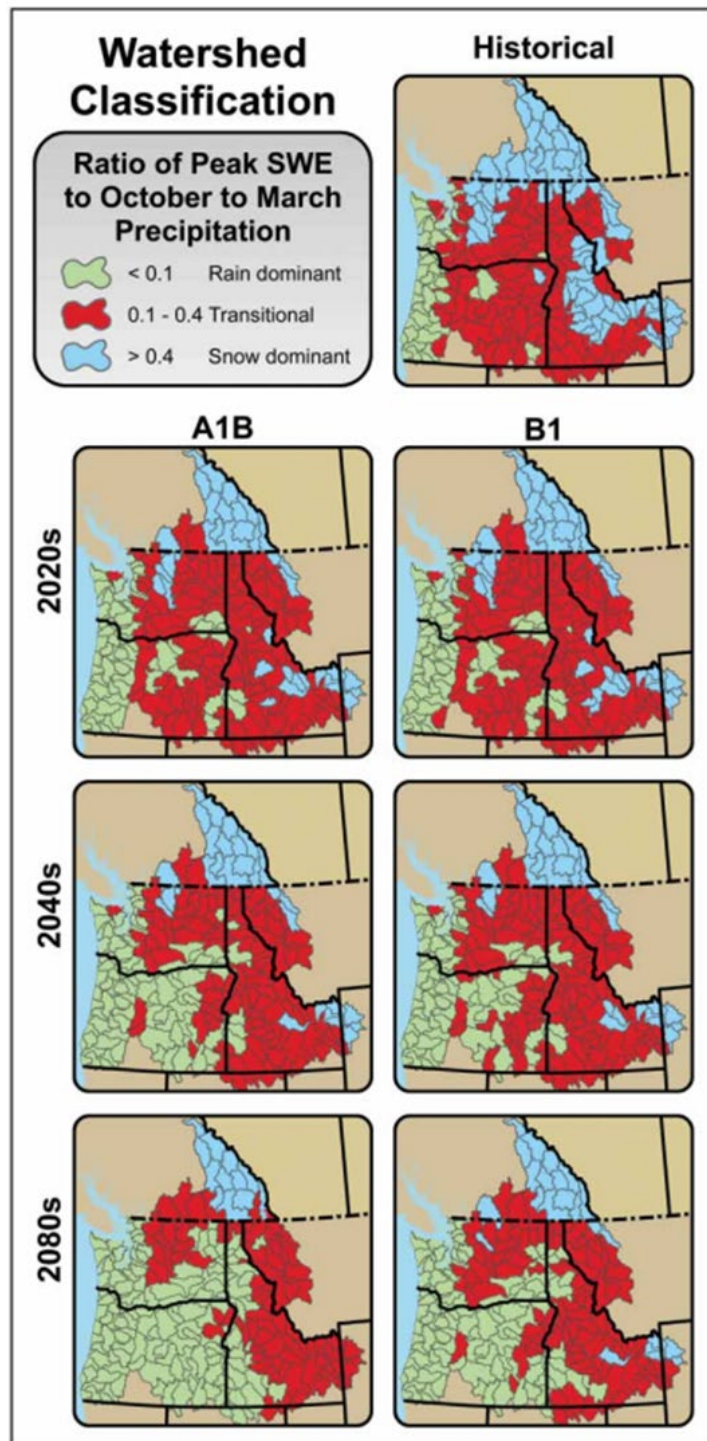 Watershed
Classification
Ratio of Peak SWE
to October to March
Precipitation
< 0.1 Rain dominant
0.1 - 0.4 Transitional
> 0.4 Snow dominant
Historical
A1B
B1
2020s
2040s
2080s